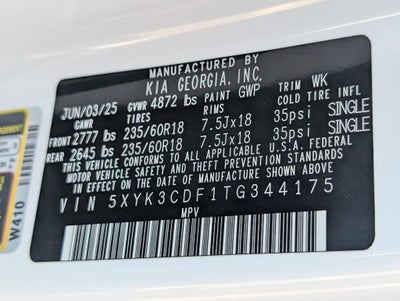 MANUFACTURED BY
KIA GEORGIA, INC.
JUN/03/25 GVWR 4872 lbs PAINT GWP TRIM WK
GAWR TIRES RIMS COLD TIRE INFL
FRONT 2777 lbs 235/60R18 7.5Jx18 35psi SINGLE
REAR 2645 lbs 235/60R18 7.5Jx18 35psi SINGLE
THIS VEHICLE CONFORMS TO ALL APPLICABLE U.S.FEDERAL
MOTOR VEHICLE SAFETY AND THEFT PREVENTION STANDARDS
IN EFFECT ON THE DATE OF MANUFACTURE SHOWN ABOVE.
VIN 5XYK3CDF1TG344175
MPV
W410